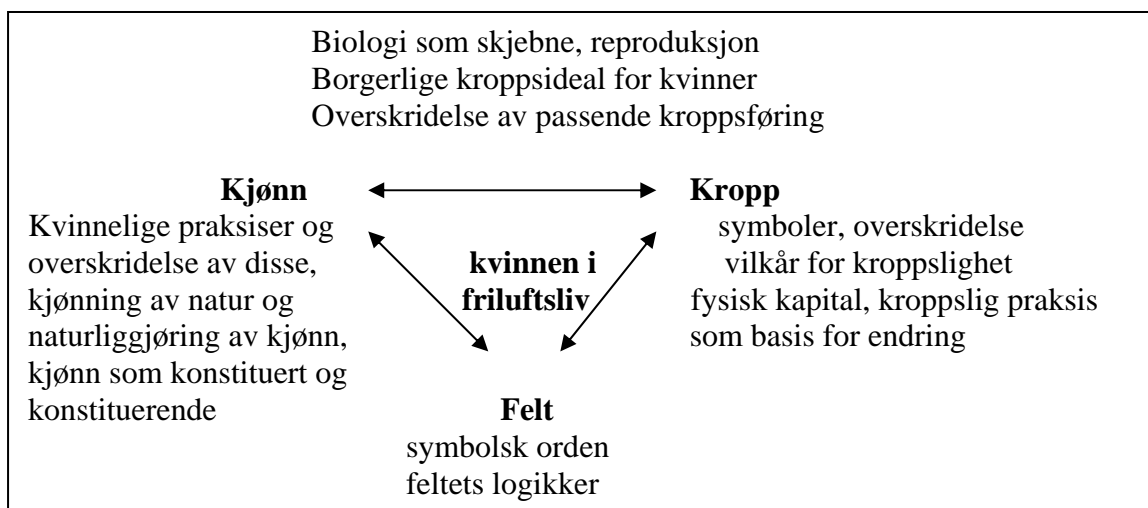 Biologi som skjebne, reproduksjon
Borgerlige kroppsideal for kvinner
Overskridelse av passende kroppsføring
Kjønn
Kvinnelige praksiser og
overskridelse av disse,
kjønning av natur og
naturliggjøring av kjønn,
kjønn som konstituert og
konstituerende
kvinnen i
friluftsliv
Kropp
symboler, overskridelse
vilkår for kroppslighet
fysisk kapital, kroppslig praksis
som basis for endring
Felt
symbolsk orden
feltets logikker